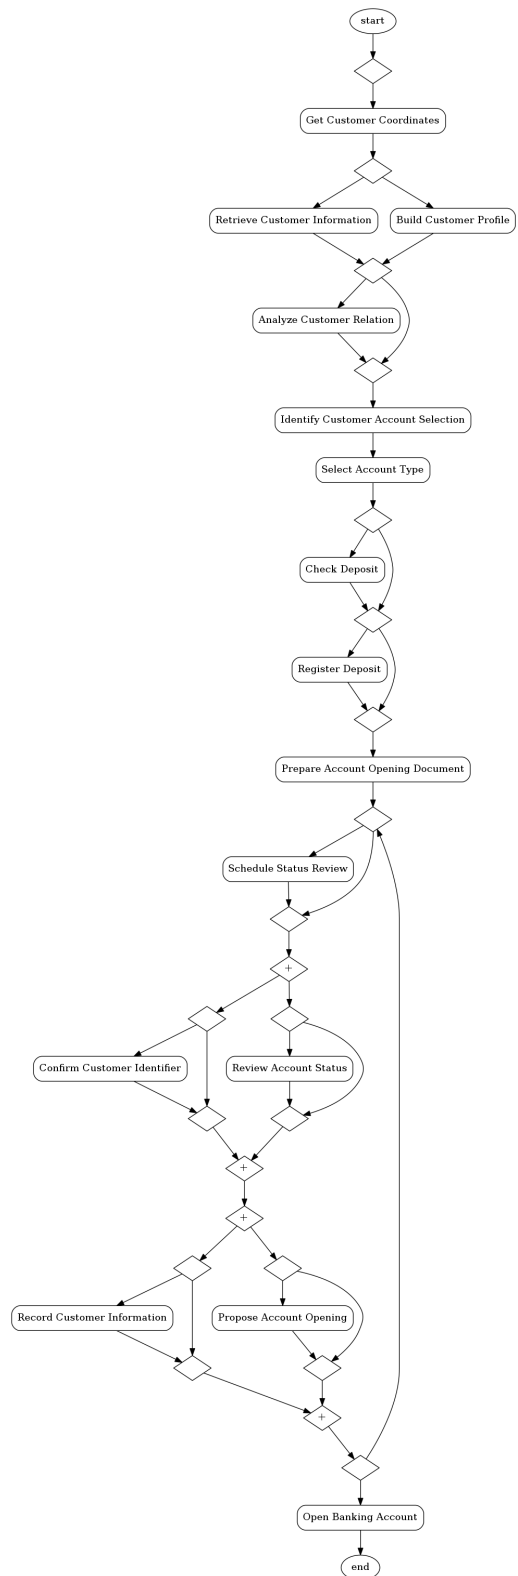 start
Get Customer Coordinates
Retrieve Customer Information
Build Customer Profile
Analyze Customer Relation
Identify Customer Account Selection
Select Account Type
Check Deposit
Register Deposit
Prepare Account Opening Document
Schedule Status Review
+
Confirm Customer Identifier
Review Account Status
+
+
Record Customer Information
Propose Account Opening
+
Open Banking Account
end